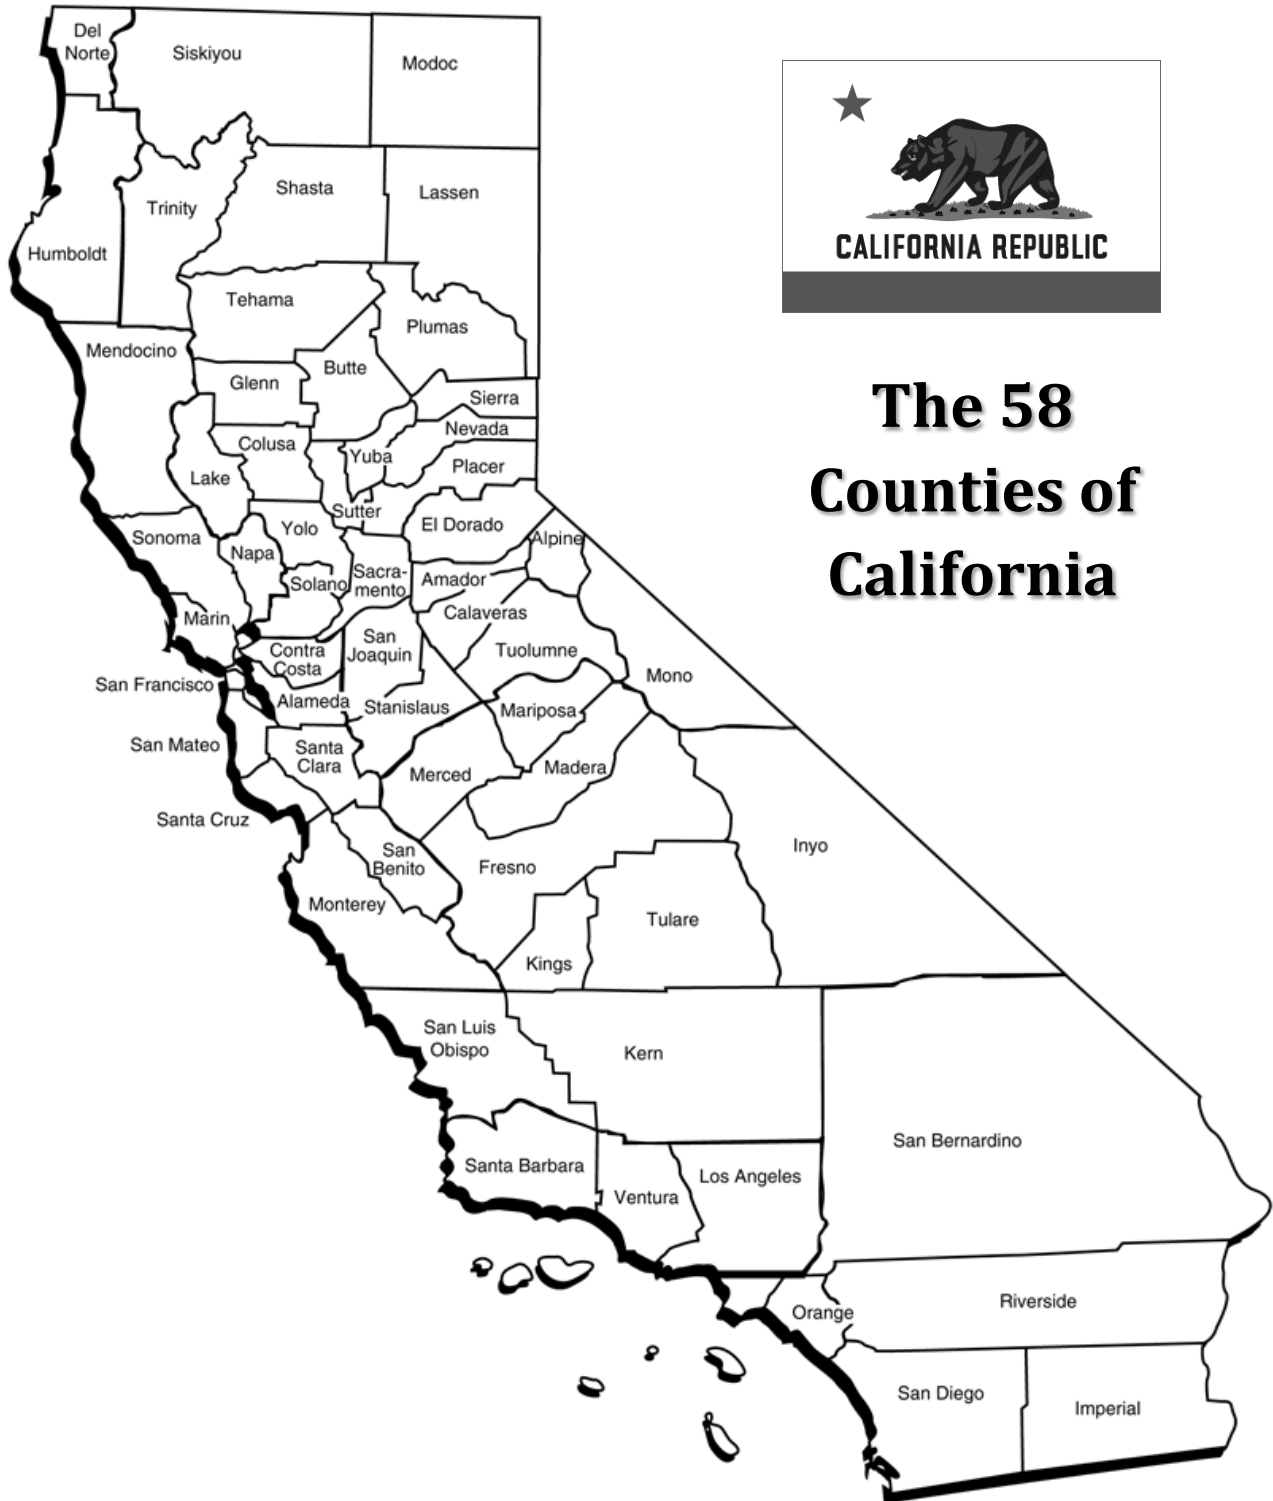 Del
Norte
Siskiyou
Modoc
Shasta
Lassen
Trinity
Humboldt
CALIFORNIA REPUBLIC
Tehama
Plumas
Mendocino
Butte
Glenn
The 58
Counties of
California
Sierra
Nevada
Colusa
Yuba
Placer
Lake
Sutter
El Dorado
Yolo
Sonoma
Alpine
Napa
Solano
Sacra-
mento
Amador
Calaveras
Marin
San
Joaquin
Contra
Costa
Tuolumne
Mono
San Francisco
Alameda
Stanislaus
Mariposa
San Mateo
Santa
Clara
Merced
Madera
Santa Cruz
Inyo
San
Benito
Fresno
Monterey
Tulare
Kings
San Luis
Obispo
Kern
San Bernardino
Santa Barbara
Los Angeles
Ventura
Riverside
Orange
San Diego
Imperial